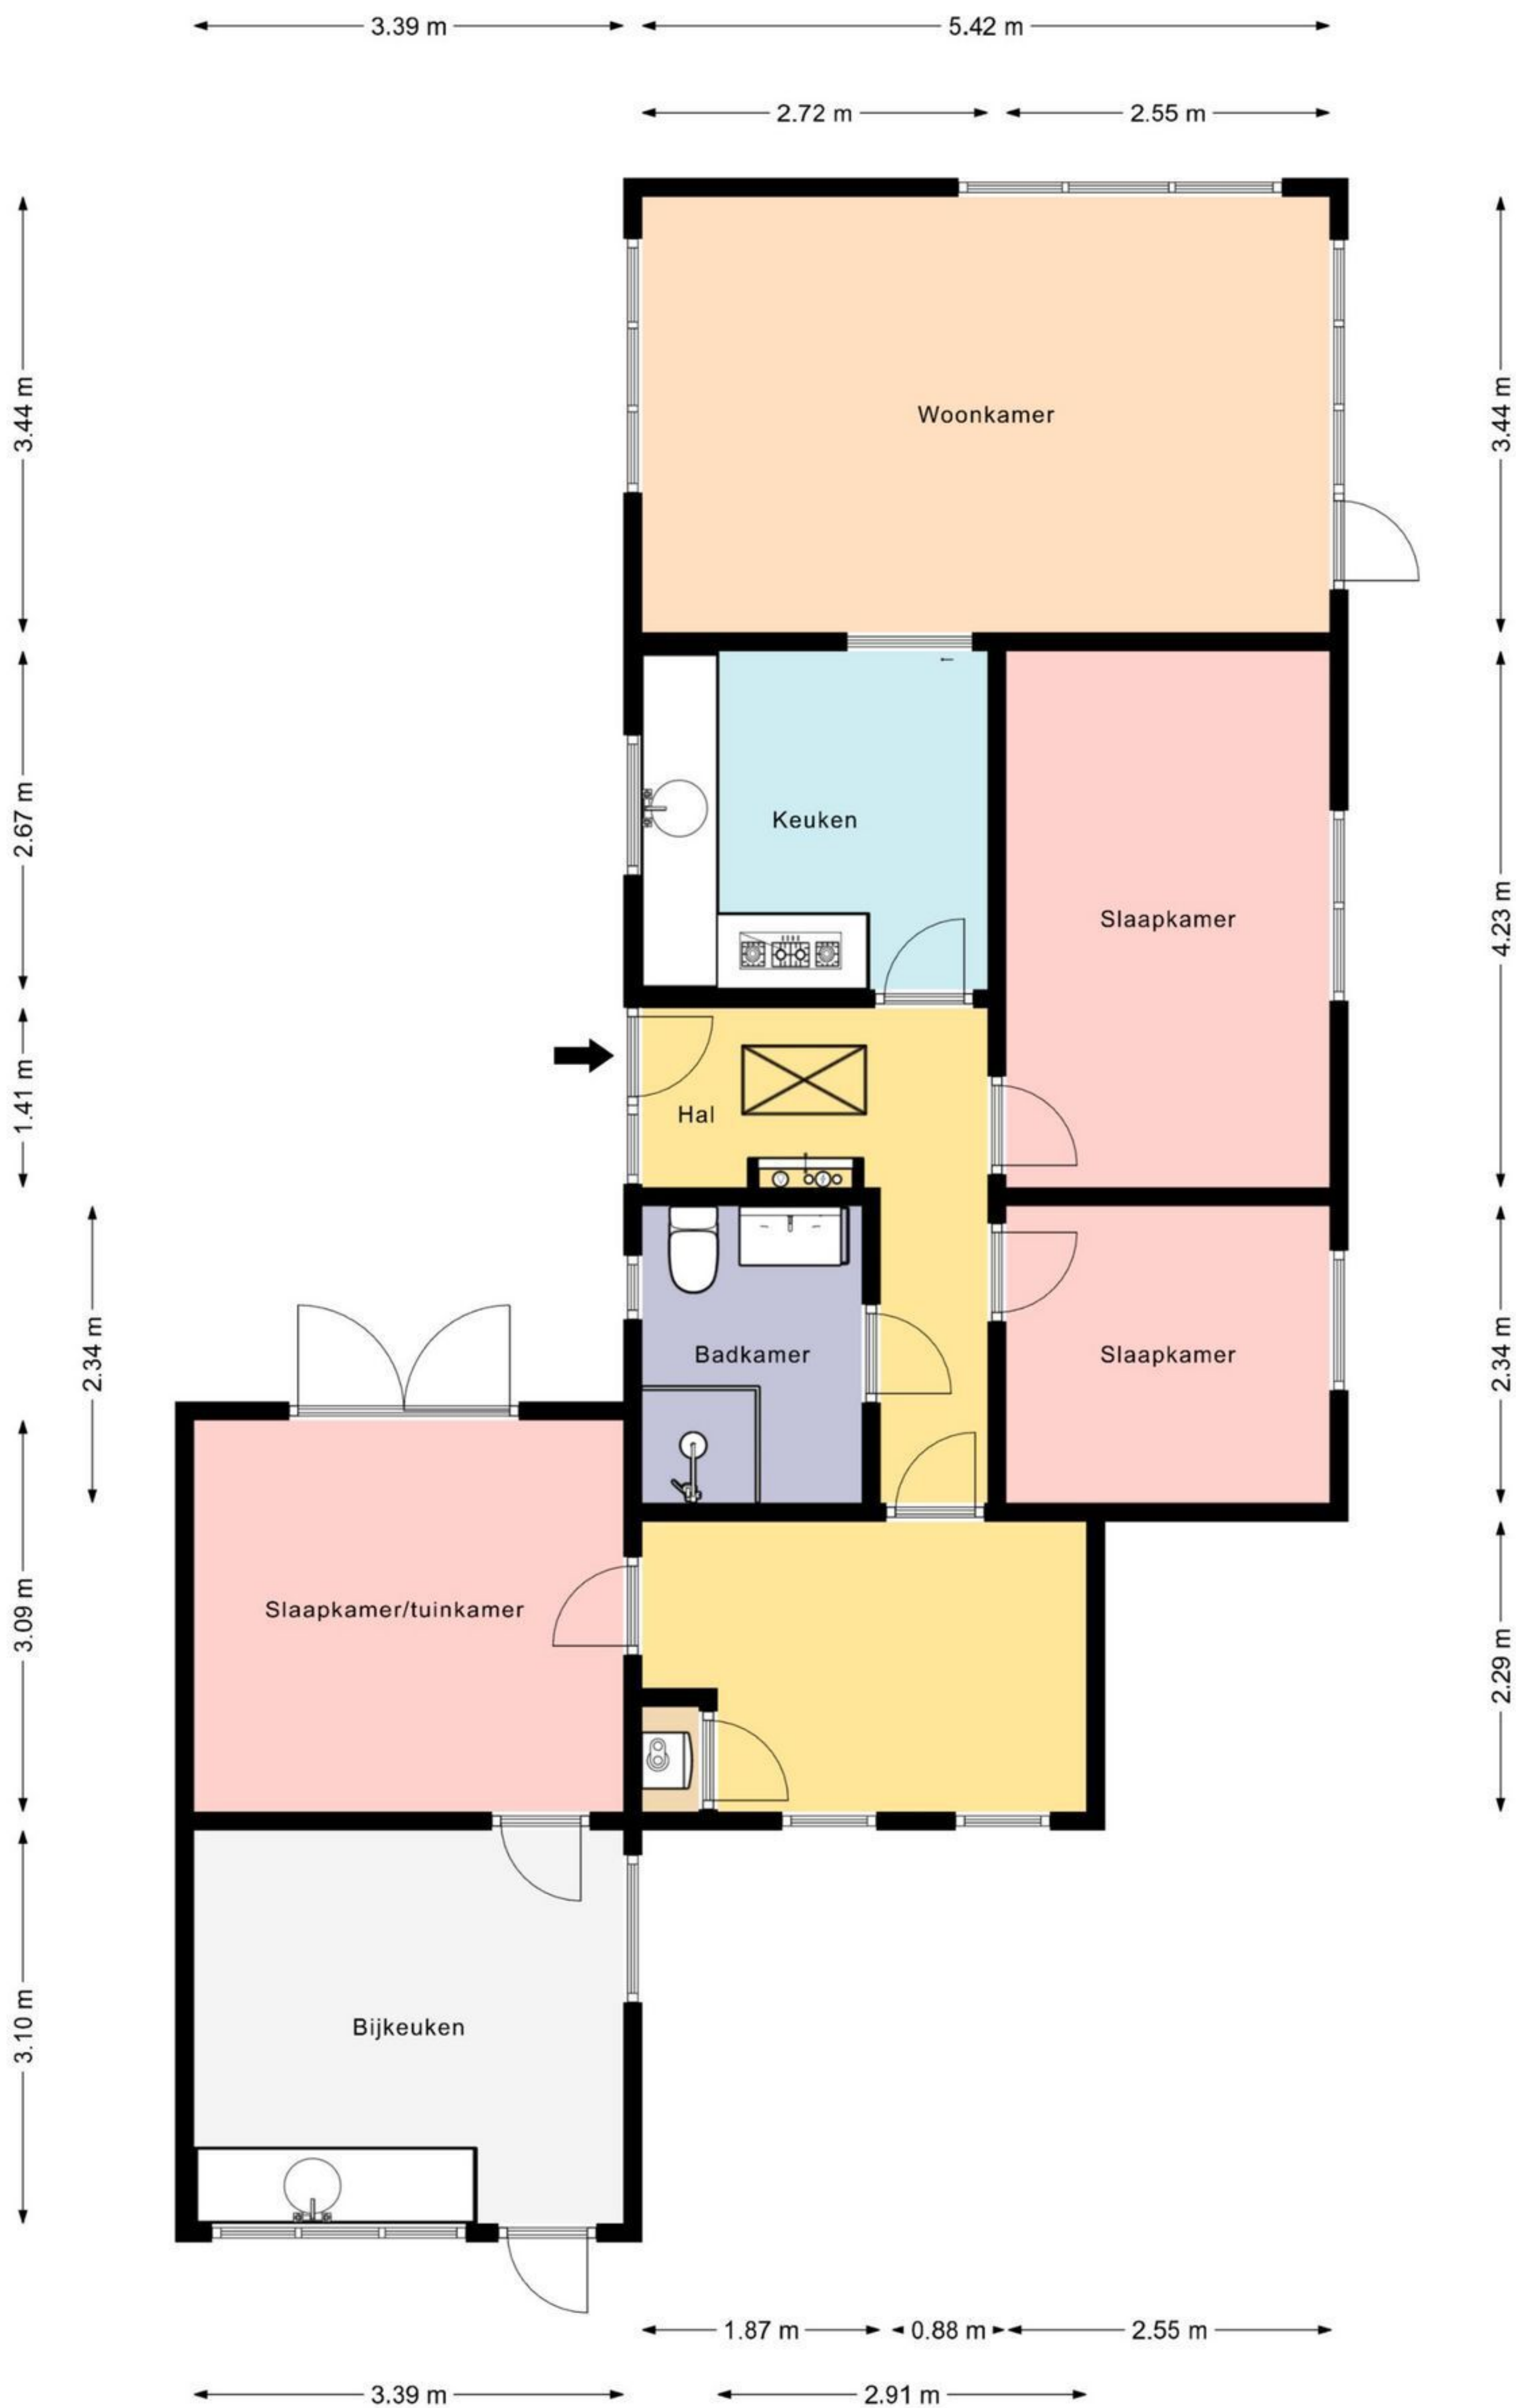 3.39 m
5.42 m
2.72 m
2.55 m
3.44 m
3.44 m
Woonkamer
2.67 m
Keuken
4.23 m
Slaapkamer
1.41 m
Hal
2.34 m
Badkamer
Slaapkamer
2.34 m
3.09 m
Slaapkamer/tuinkamer
2.29 m
3.10 m
Bijkeuken
1.87 m
0.88 m
2.55 m
3.39 m
2.91 m